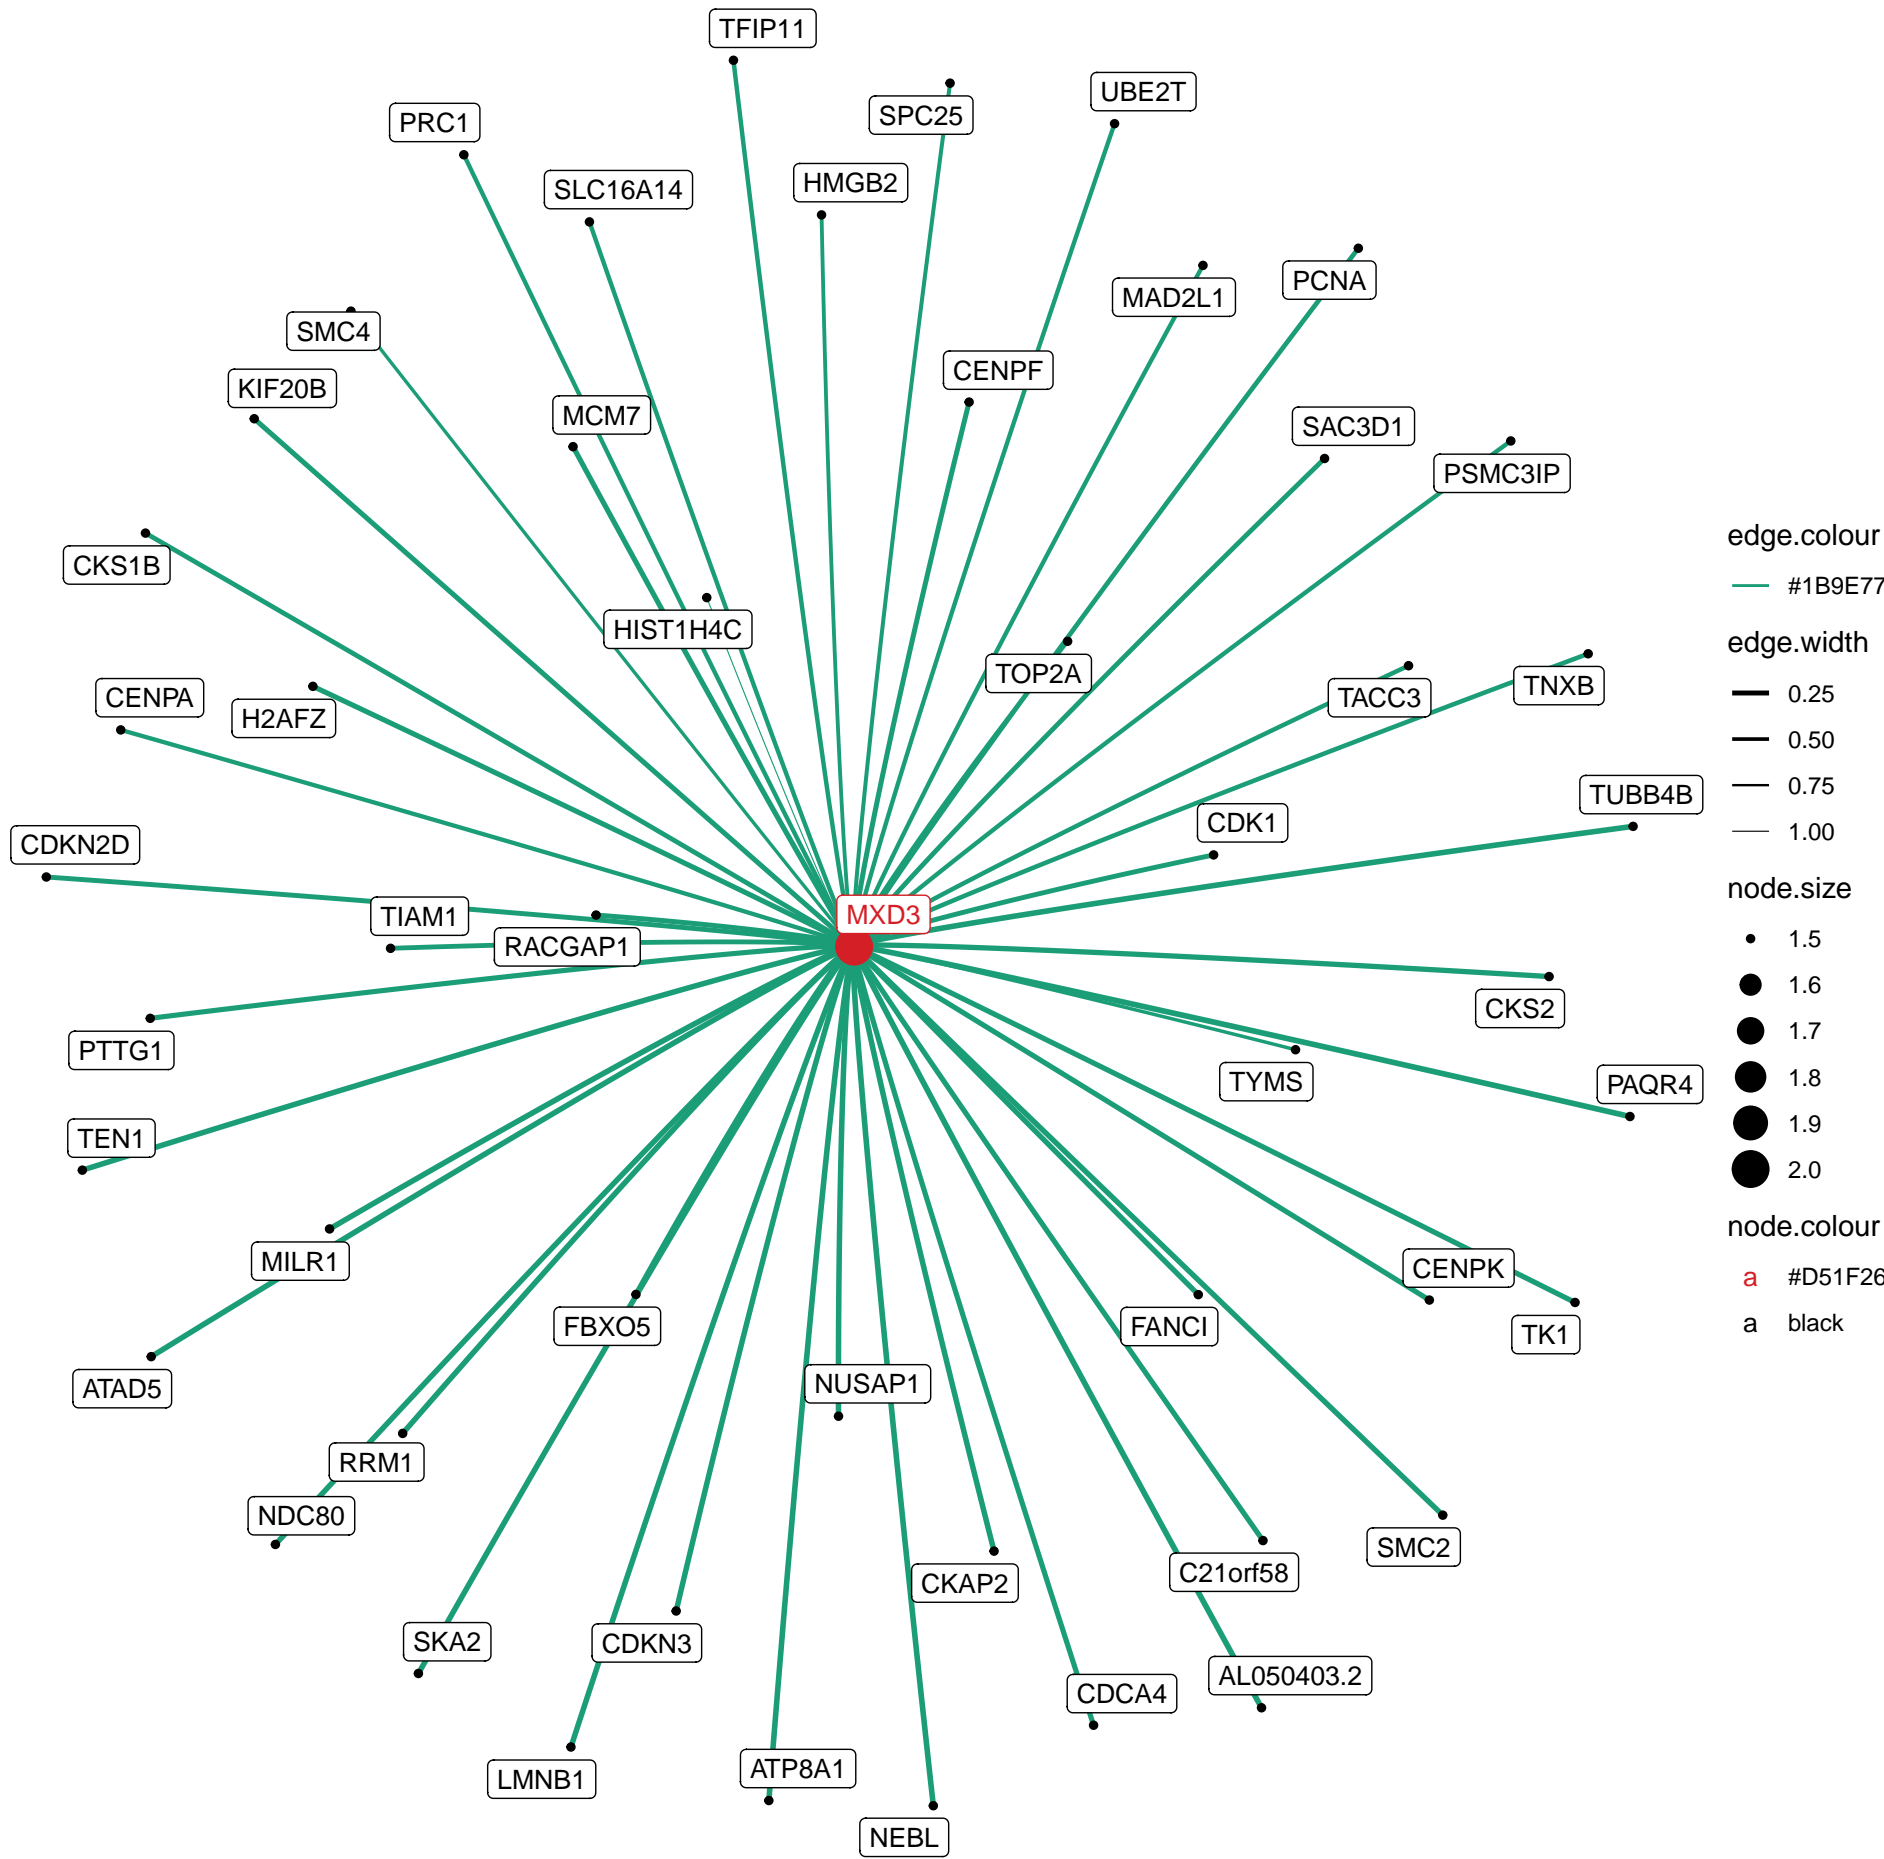 TFIP11
SPC25
UBE2T
PRC1
SLC16A14
HMGB2
MAD2L1
PCNA
SMC4
KIF20B
MCM7
CENPF
SAC3D1
PSMC3IP
CKS1B
HIST1H4C
TOP2A
TACC3
TNXB
CENPA
H2AFZ
TUBB4B
CDK1
CDKN2D
TIAM1
MXD3
RACGAP1
CKS2
PTTG1
TYMS
PAQR4
TEN1
MILR1
CENPK
FBXO5
FANCI
TK1
ATAD5
NUSAP1
RRM1
NDC80
SMC2
C21orf58
CKAP2
SKA2
CDKN3
AL050403.2
CDCA4
LMNB1
ATP8A1
NEBL
edge.colour
#1B9E77
edge.width
0.25
0.50
0.75
1.00
node.size
1.5
1.6
1.7
1.8
1.9
2.0
node.colour
a #D51F26
a black